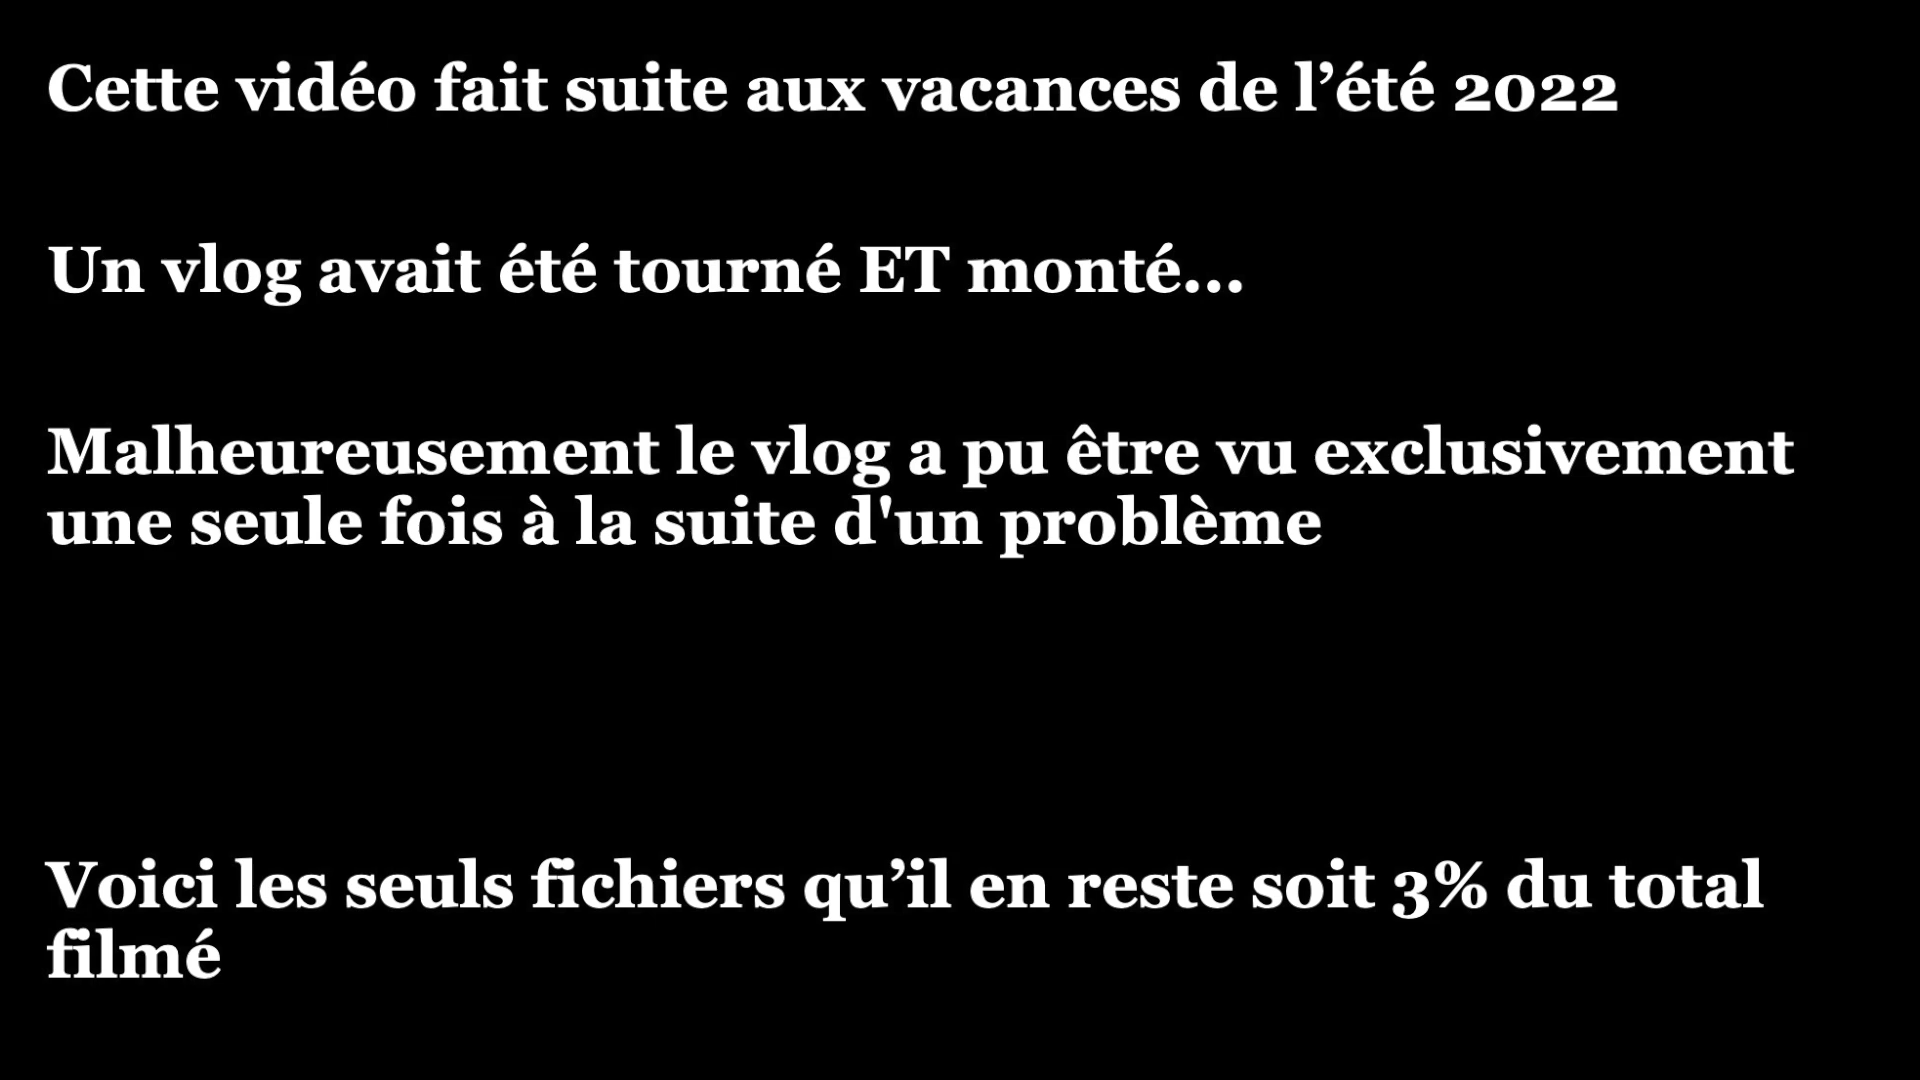 Cette vidéo fait suite aux vacances de l’été 2022
Un vlog avait été tourné ET monté...
Malheureusement le vlog a pu être vu exclusivement
une seule fois à la suite d'un problème
Voici les seuls fichiers qu’il en reste soit 3% du total
filmé